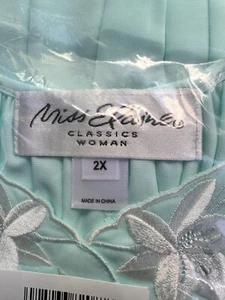 Miss Elaine
CLASSICS
WOMAN
2X
MADE IN CHINA